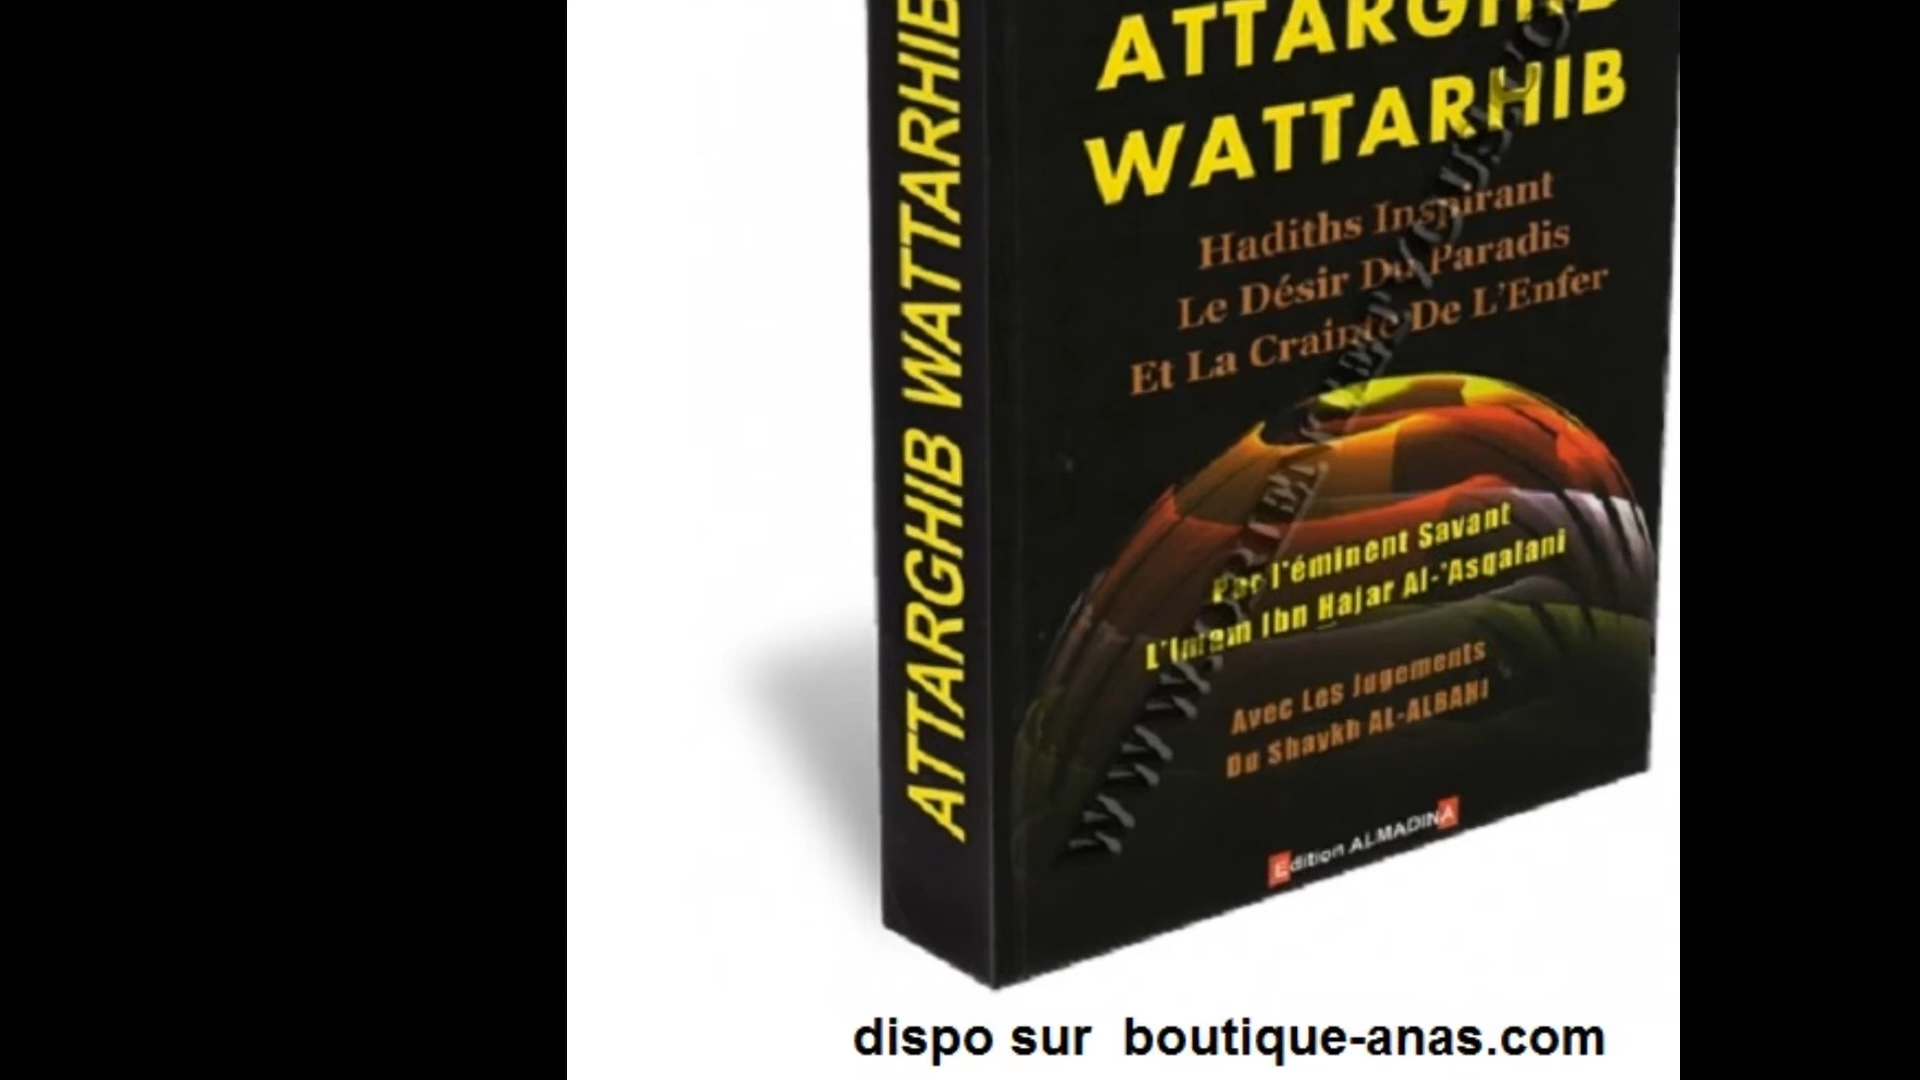 ATTARGHIB
WATTARHIB
Hadiths Inspirant
Le Désir Du Paradis
Et La Crainte De L'Enfer
Par l'éminent Savant
L'Imam Ibn Hajar Al-'Asqalani
Avec Les Jugements
Du Shaykh AL-ALBANI
Edition ALMADINA
ATTARGHIB WATTARHIB
dispo sur boutique-anas.com